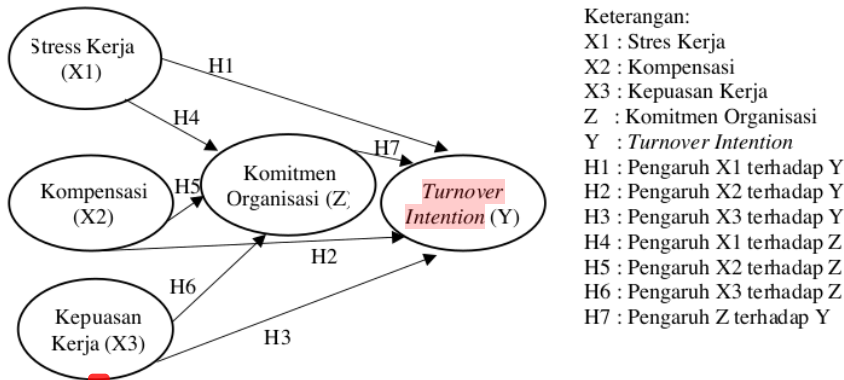 Stress Kerja
(X1)
H1
H4
Kompensasi
(X2)
H5
Komitmen
Organisasi (Z)
H7
Turnover
Intention (Y)
H2
H6
Kepuasan
Kerja (X3)
H3
Keterangan:
X1 : Stres Kerja
X2 : Kompensasi
X3 : Kepuasan Kerja
Z : Komitmen Organisasi
Y : Turnover Intention
H1 : Pengaruh X1 terhadap Y
H2 : Pengaruh X2 terhadap Y
H3 : Pengaruh X3 terhadap Y
H4 : Pengaruh X1 terhadap Z
H5 : Pengaruh X2 terhadap Z
H6 : Pengaruh X3 terhadap Z
H7 : Pengaruh Z terhadap Y